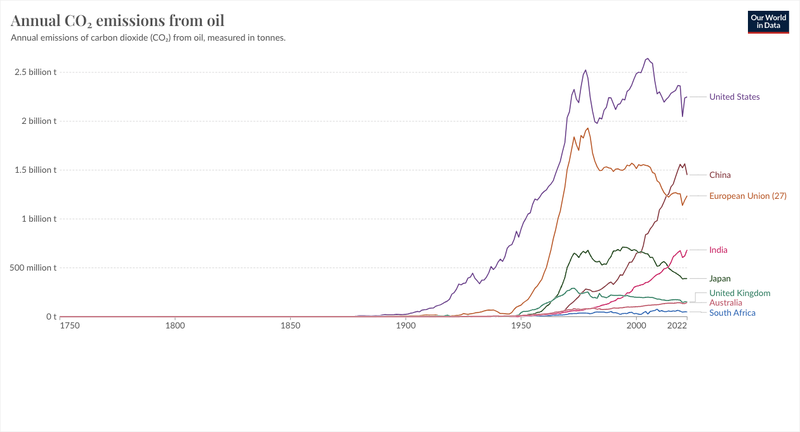 Annual CO₂ emissions from oil
Annual emissions of carbon dioxide (CO₂) from oil, measured in tonnes.
Our World
in Data
2.5 billion t
2 billion t
1.5 billion t
1 billion t
500 million t
0 t
United States
China
European Union (27)
India
Japan
United Kingdom
Australia
South Africa
1750
1800
1850
1900
1950
2000
2022